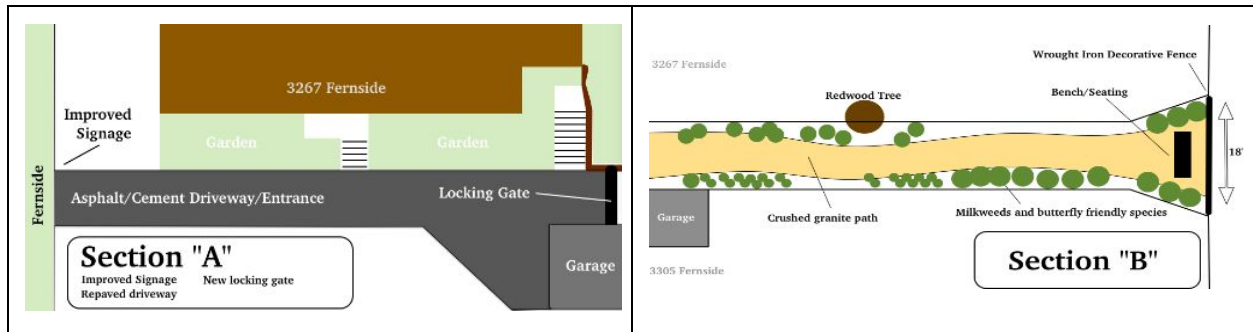 Fernside
3267 Fernside
Improved
Signage
Garden
Garden
Asphalt/Cement Driveway/Entrance
Locking Gate
Garage
Section "A"
Improved Signage New locking gate
Repaved driveway
3267 Fernside
Wrought Iron Decorative Fence
Redwood Tree
Bench/Seating
18'
Garage
Crushed granite path
Milkweeds and butterfly friendly species
3305 Fernside
Section "B"